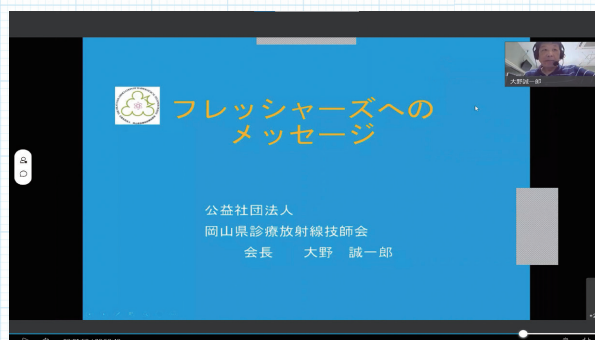 フレッシャーズへの
メッセージ
公益社団法人
岡山県診療放射線技師会
会長　大野　誠一郎
大野誠一郎